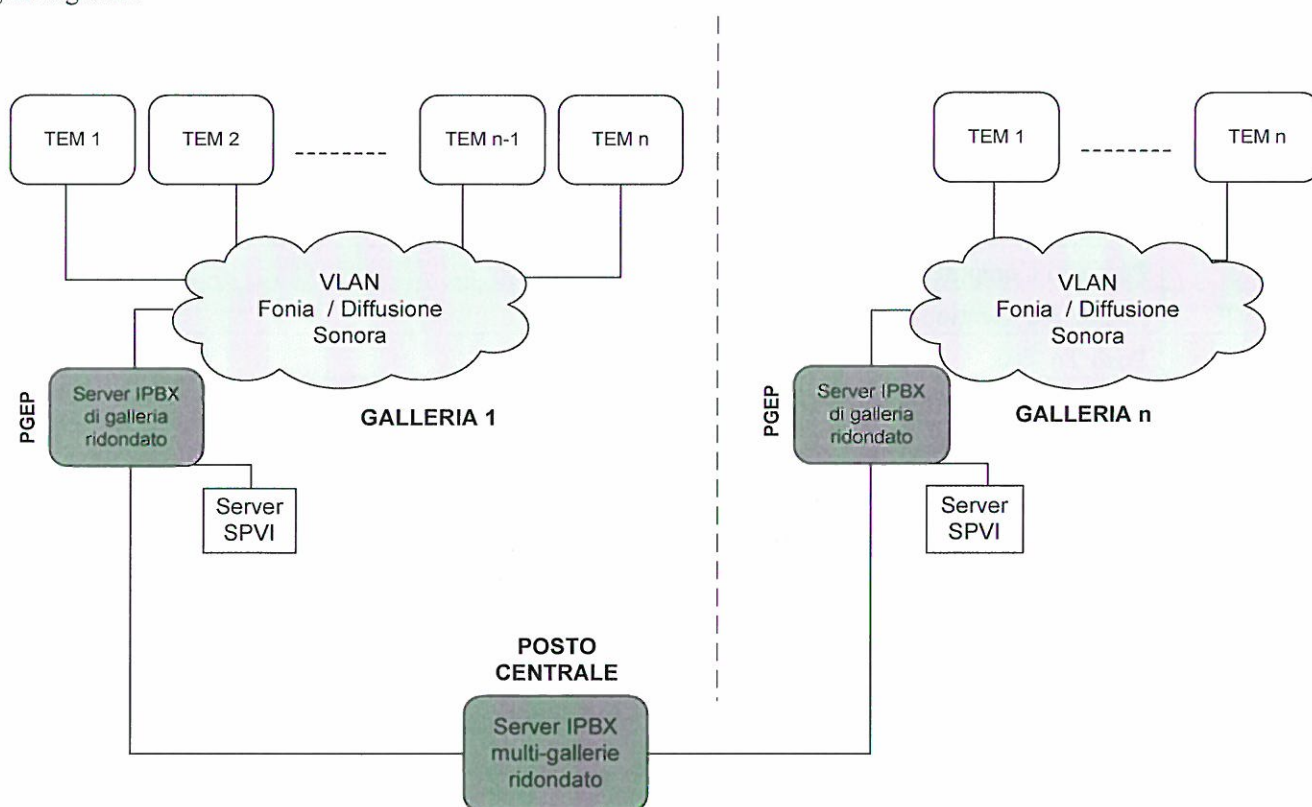 TEM 1
TEM 2
TEM n-1
TEM n
TEM 1
TEM n
VLAN
Fonia / Diffusione
Sonora
VLAN
Fonia / Diffusione
Sonora
PGEP
Server IPBX
di galleria
ridondato
GALLERIA 1
PGEP
Server IPBX
di galleria
ridondato
GALLERIA n
Server
SPVI
Server
SPVI
POSTO
CENTRALE
Server IPBX
multi-gallerie
ridondato